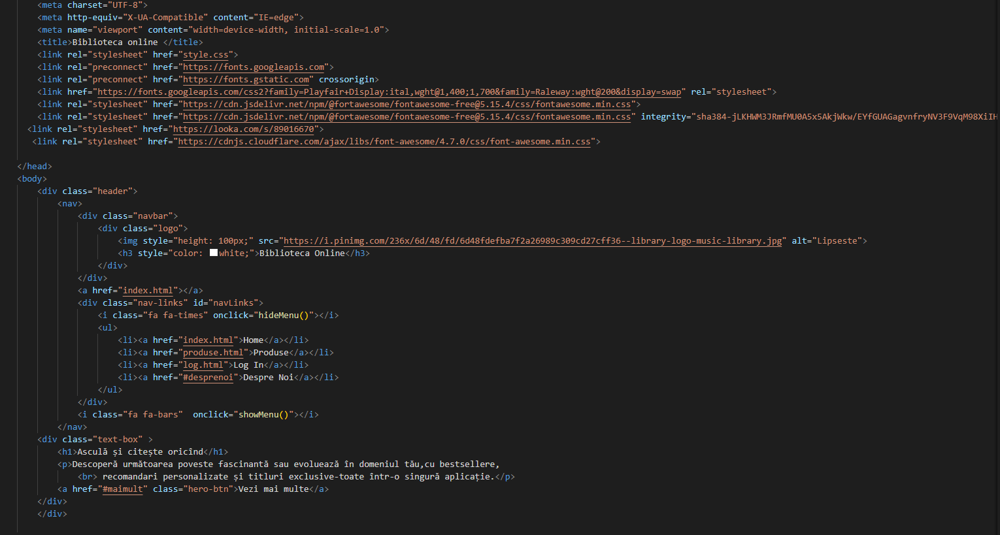 <meta charset="UTF-8">
<meta http-equiv="X-UA-Compatible" content="IE=edge">
<meta name="viewport" content="width=device-width, initial-scale=1.0">
<title>Biblioteca online </title>
<link rel="stylesheet" href="style.css">
<link rel="preconnect" href="https://fonts.googleapis.com">
<link rel="preconnect" href="https://fonts.gstatic.com" crossorigin>
<link href="https://fonts.googleapis.com/css2?family=Playfair+Display:ital,wght@1,400;1,700&family=Raleway:wght@200&display=swap" rel="stylesheet">
<link rel="stylesheet" href="https://cdn.jsdelivr.net/npm/@fortawesome/fontawesome-free@5.15.4/css/fontawesome.min.css">
<link rel="stylesheet" href="https://cdn.jsdelivr.net/npm/@fortawesome/fontawesome-free@5.15.4/css/fontawesome.min.css" integrity="sha384-jLKHWM3JRmfMU0A5x5AkjWkw/EYfGUAGagvnfryNV3F9VqM98XiIH
<link rel="stylesheet" href="https://looka.com/s/89016670">
<link rel="stylesheet" href="https://cdnjs.cloudflare.com/ajax/libs/font-awesome/4.7.0/css/font-awesome.min.css">
</head>
<body>
<div class="header">
<nav>
<div class="navbar">
<div class="logo">
<img style="height: 100px;" src="https://i.pinimg.com/236x/6d/48/fd/6d48fdefba7f2a26989c309cd27cff36--library-logo-music-library.jpg" alt="Lipseste">
<h3 style="color: white;">Biblioteca Online</h3>
</div>
</div>
<a href="index.html"></a>
<div class="nav-links" id="navLinks">
<i class="fa fa-times" onclick="hideMenu()"></i>
<ul>
<li><a href="index.html">Home</a></li>
<li><a href="produse.html">Produse</a></li>
<li><a href="log.html">Log In</a></li>
<li><a href="#desprenoi">Despre Noi</a></li>
</ul>
</div>
<i class="fa fa-bars"  onclick="showMenu()"></i>
</nav>
<div class="text-box" >
<h1>Asculă și citește oricînd</h1>
<p>Descoperă următoarea poveste fascinantă sau evoluează în domeniul tău,cu bestsellere,
<br> recomandari personalizate și titluri exclusive-toate într-o singură aplicație.</p>
<a href="#maimult" class="hero-btn">Vezi mai multe</a>
</div>
</div>